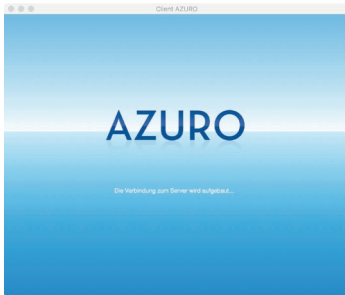 Client AZURO
AZURO
Die Verbindung zum Server wird aufgebaut...